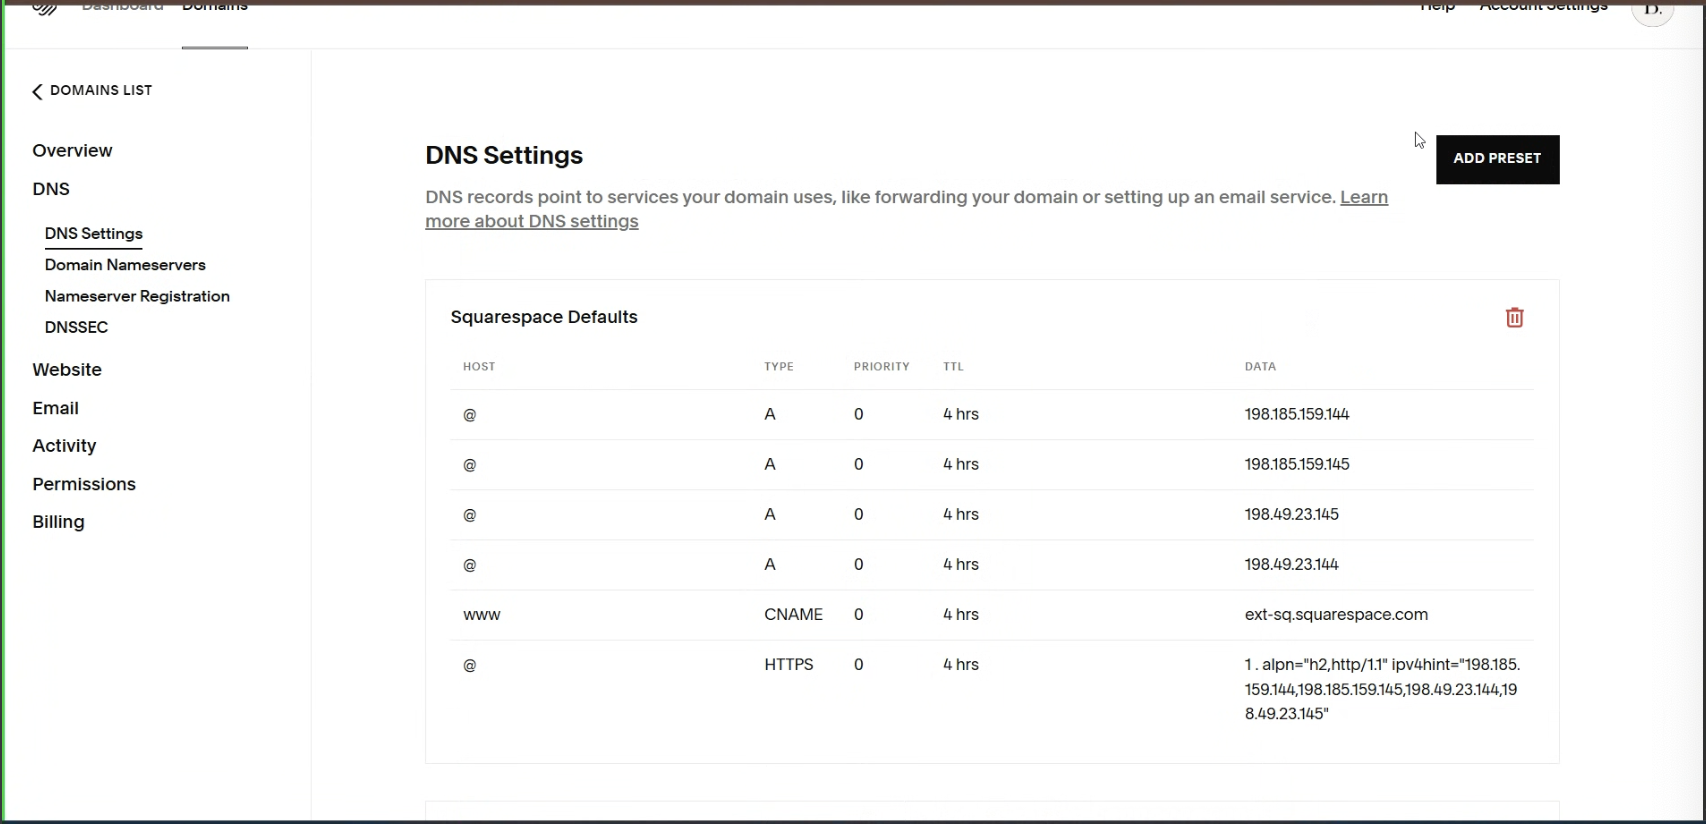 Dashboard Domains Help Account Settings B.
DOMAINS LIST
Overview
DNS
DNS Settings
Domain Nameservers
Nameserver Registration
DNSSEC
Website
Email
Activity
Permissions
Billing
DNS Settings
ADD PRESET
DNS records point to services your domain uses, like forwarding your domain or setting up an email service. Learn
more about DNS settings
Squarespace Defaults
HOST TYPE PRIORITY TTL DATA
@ A 0 4 hrs 198.185.159.144
@ A 0 4 hrs 198.185.159.145
@ A 0 4 hrs 198.49.23.145
@ A 0 4 hrs 198.49.23.144
www CNAME 0 4 hrs ext-sq.squarespace.com
@ HTTPS 0 4 hrs 1 . alpn="h2,http/1.1" ipv4hint="198.185.
159.144,198.185.159.145,198.49.23.144,19
8.49.23.145"